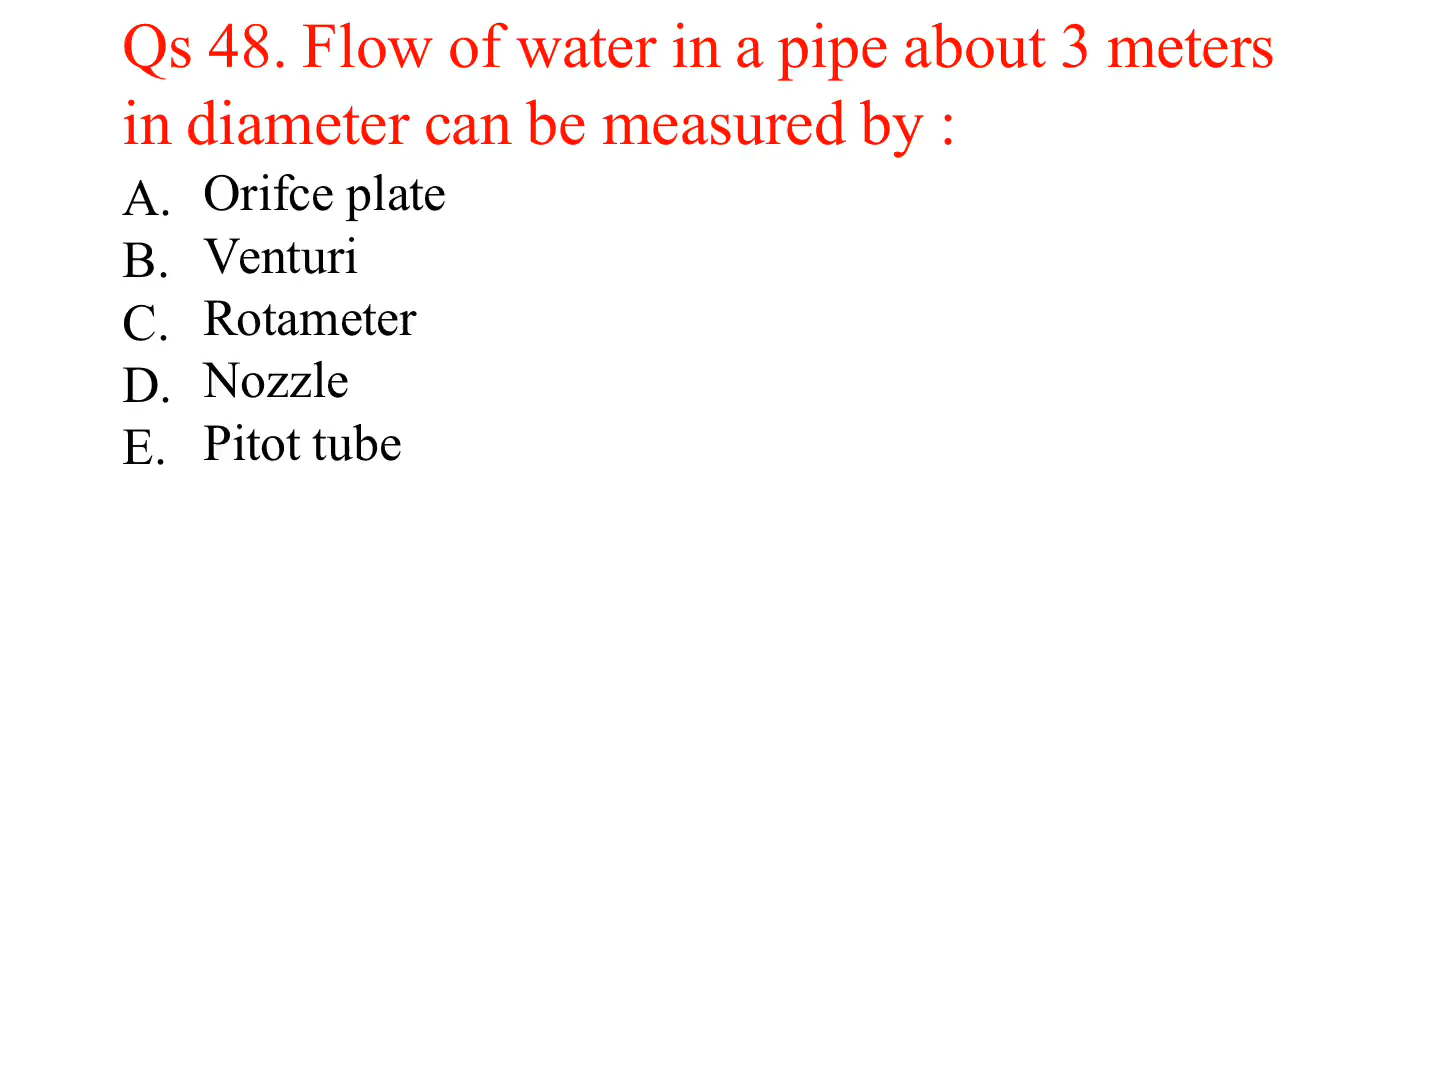 Qs 48. Flow of water in a pipe about 3 meters
in diameter can be measured by :
A. Orifce plate
B. Venturi
C. Rotameter
D. Nozzle
E. Pitot tube